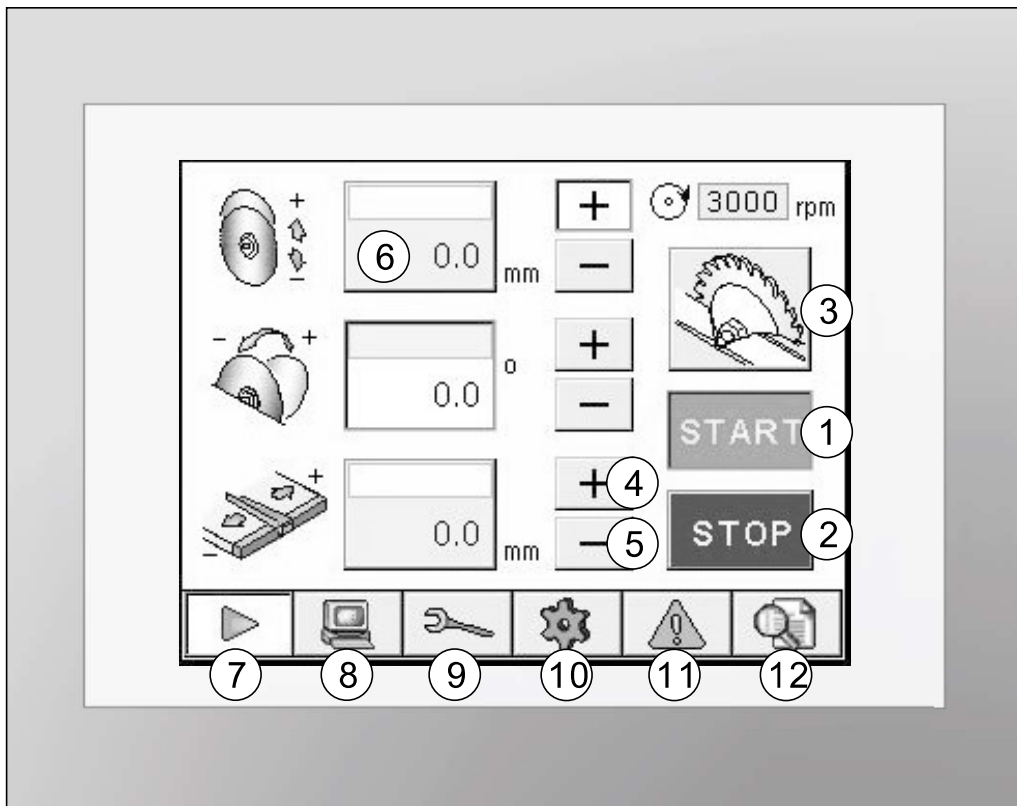 +
-
6 0.0 mm
+
−
3000 rpm
3
- +
0.0 o
+
−
START 1
+
-
0.0 mm
+ 4
− 5
STOP 2
7 8 9 10 11 12